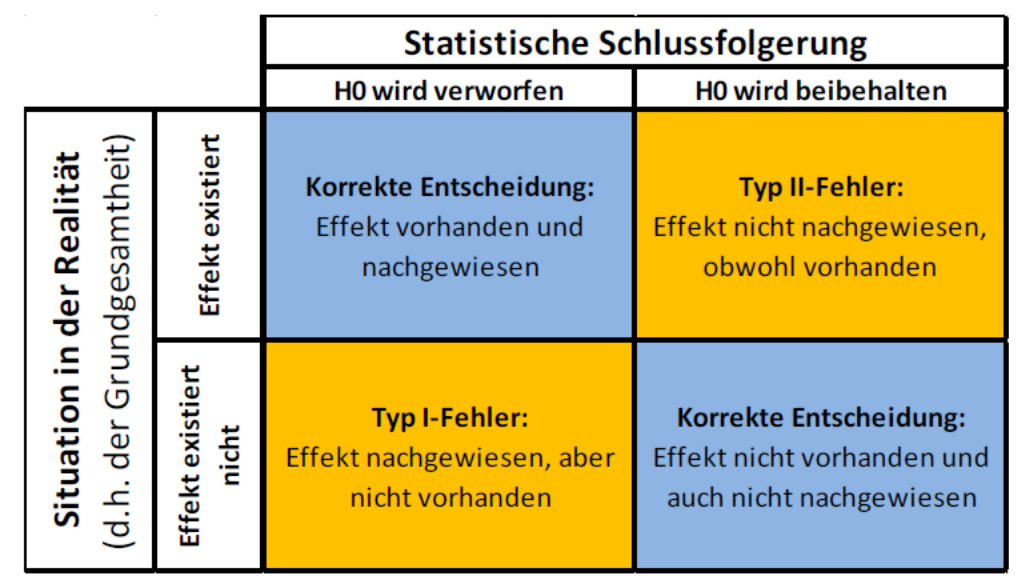 Statistische Schlussfolgerung
H0 wird verworfen
H0 wird beibehalten
Situation in der Realität
(d.h. der Grundgesamtheit)
Effekt existiert
Korrekte Entscheidung:
Effekt vorhanden und
nachgewiesen
Typ II-Fehler:
Effekt nicht nachgewiesen,
obwohl vorhanden
Effekt existiert
nicht
Typ I-Fehler:
Effekt nachgewiesen, aber
nicht vorhanden
Korrekte Entscheidung:
Effekt nicht vorhanden und
auch nicht nachgewiesen